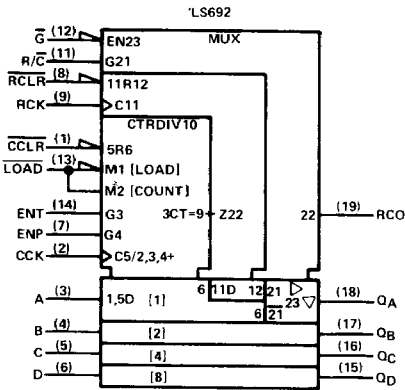 'LS692
MUX
G̅ (12) EN23
R/C̅ (11) G21
R̅C̅L̅R̅ (8) 11R12
RCK (9) C11
CTRDIV10
C̅C̅L̅R̅ (1) 5R6
L̅O̅A̅D̅ (13) M1 [LOAD]
M2 [COUNT]
ENT (14) G3 3CT=9 Z22 22 (19) RCO
ENP (7) G4
CCK (2) C5/2,3,4+
A (3) 1,5D [1] 6 11D 12 21 23 ▽ (18) QA
6 2̅1̅
B (4) [2] (17) QB
C (5) [4] (16) QC
D (6) [8] (15) QD